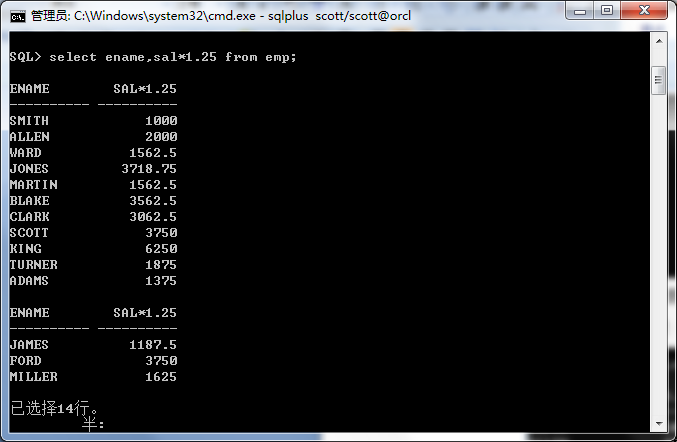 管理员: C:\Windows\system32\cmd.exe - sqlplus  scott/scott@orcl
SQL> select ename,sal*1.25 from emp;
ENAME        SAL*1.25
---------- ----------
SMITH            1000
ALLEN            2000
WARD           1562.5
JONES         3718.75
MARTIN         1562.5
BLAKE          3562.5
CLARK          3062.5
SCOTT            3750
KING             6250
TURNER           1875
ADAMS            1375
ENAME        SAL*1.25
---------- ----------
JAMES          1187.5
FORD             3750
MILLER           1625
已选择14行。
半: